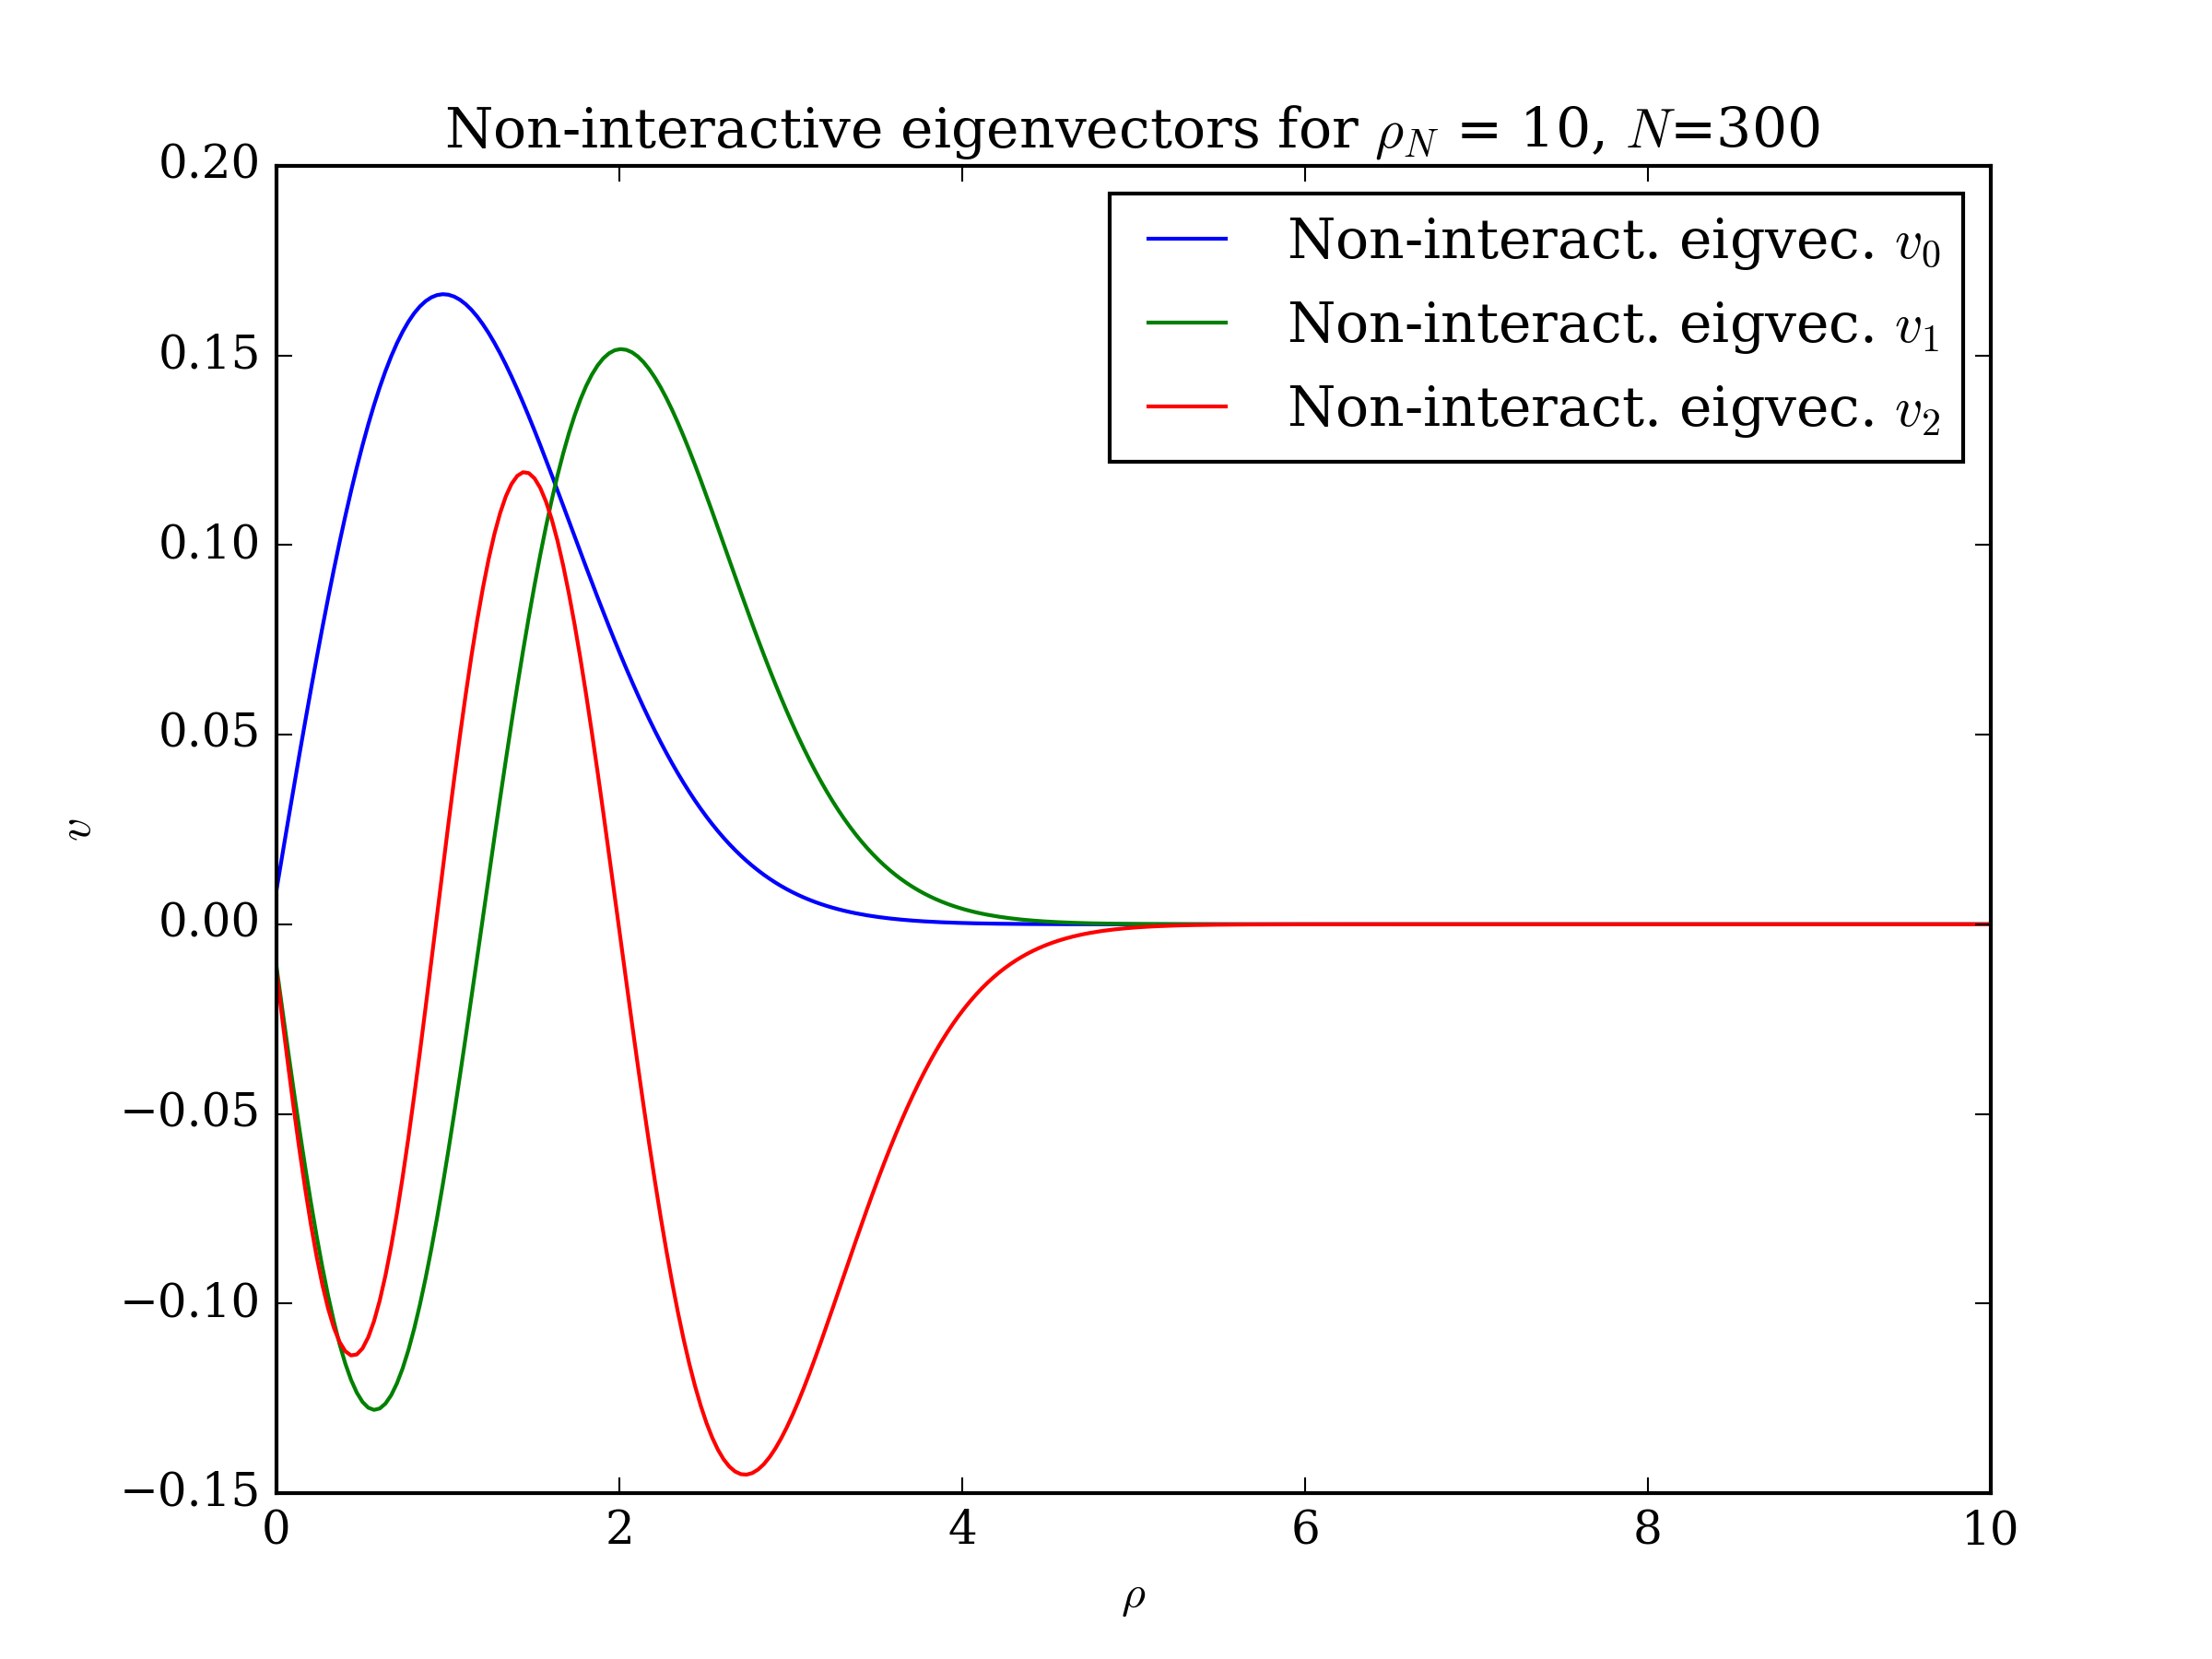 Non-interactive eigenvectors for ρ_N = 10, N=300
0.20
0.15
0.10
0.05
0.00
−0.05
−0.10
−0.15
v
Non-interact. eigvec. v_0
Non-interact. eigvec. v_1
Non-interact. eigvec. v_2
0 2 4 6 8 10
ρ